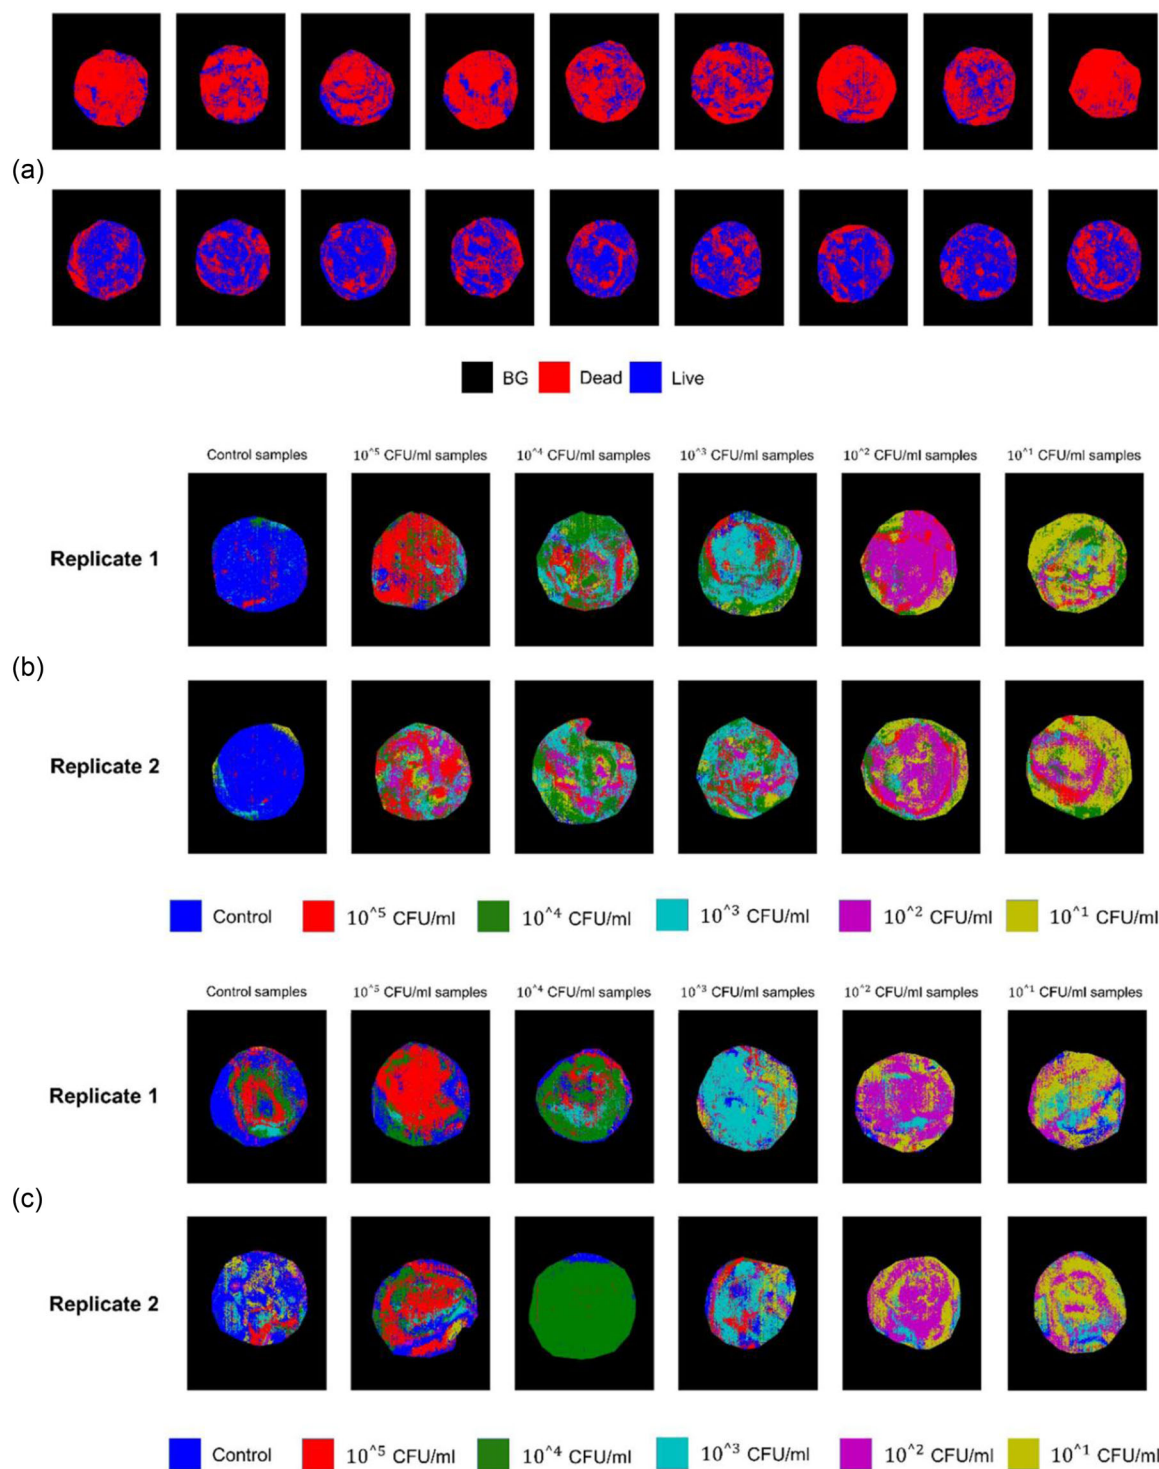 (a)
BG Dead Live
Control samples 10^5 CFU/ml samples 10^4 CFU/ml samples 10^3 CFU/ml samples 10^2 CFU/ml samples 10^1 CFU/ml samples
Replicate 1
(b)
Replicate 2
Control 10^5 CFU/ml 10^4 CFU/ml 10^3 CFU/ml 10^2 CFU/ml 10^1 CFU/ml
Control samples 10^5 CFU/ml samples 10^4 CFU/ml samples 10^3 CFU/ml samples 10^2 CFU/ml samples 10^1 CFU/ml samples
Replicate 1
(c)
Replicate 2
Control 10^5 CFU/ml 10^4 CFU/ml 10^3 CFU/ml 10^2 CFU/ml 10^1 CFU/ml